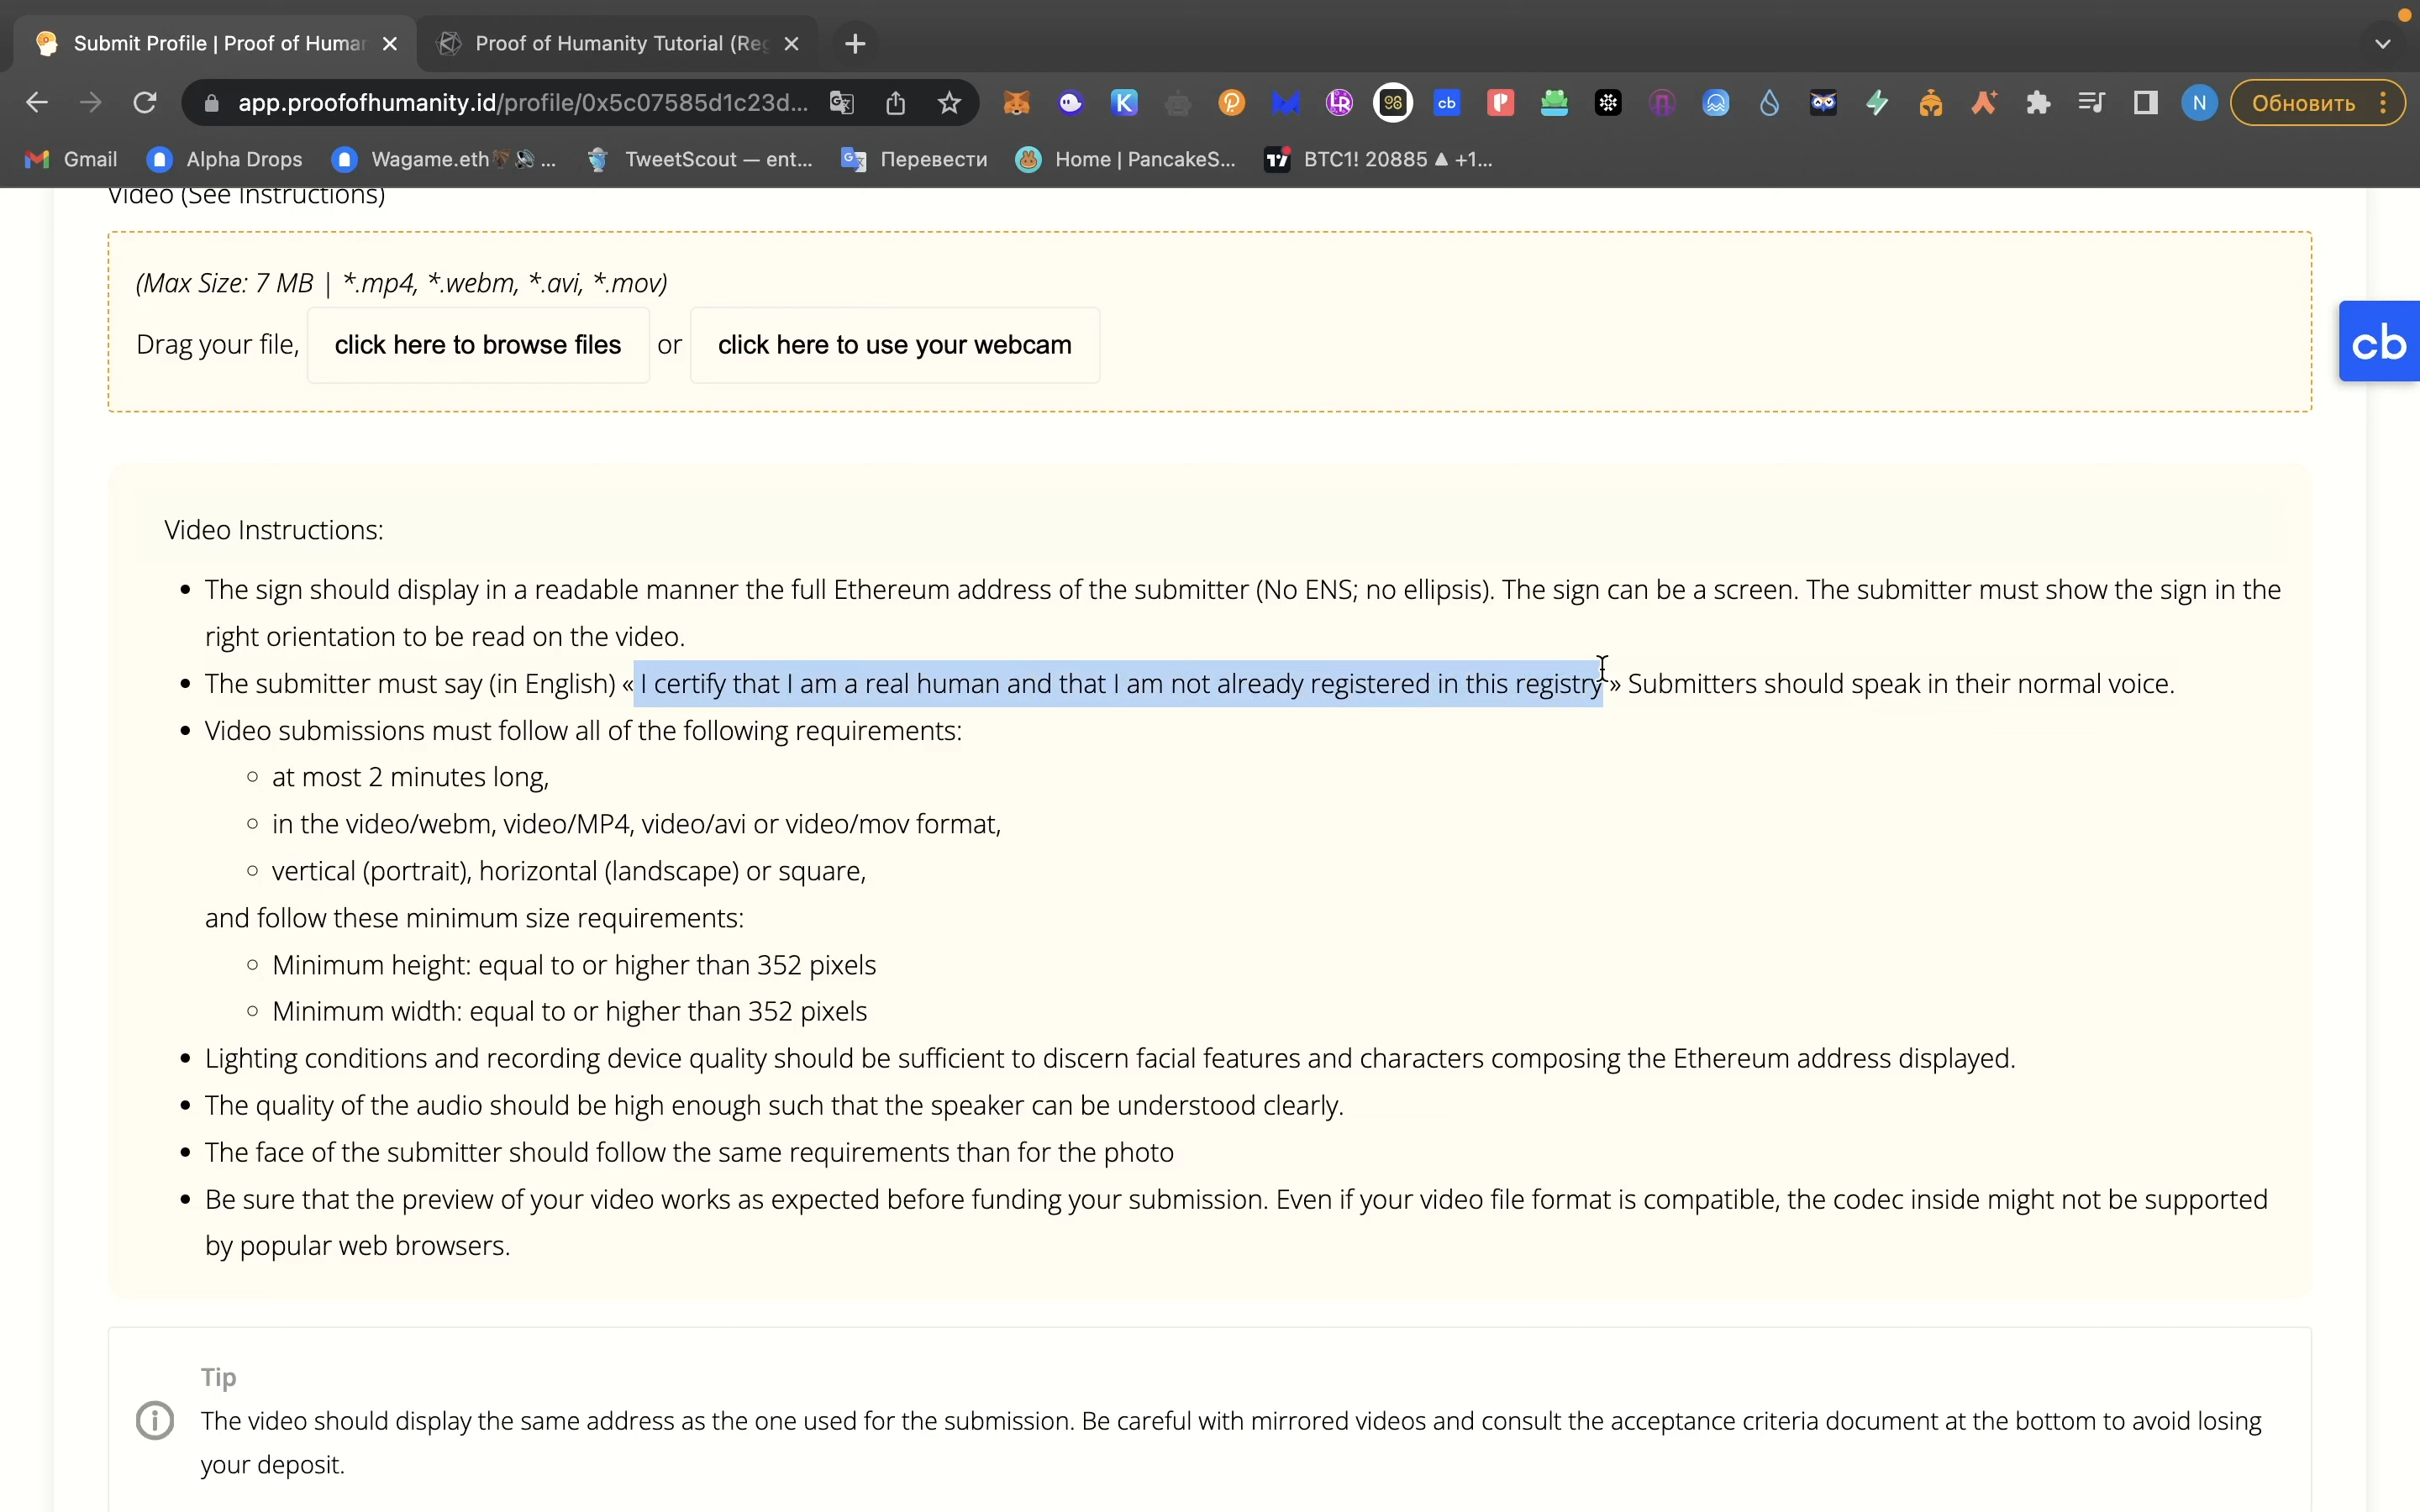 Submit Profile | Proof of Humar
Proof of Humanity Tutorial (Reg
app.proofofhumanity.id/profile/0x5c07585d1c23d...
K
98
cb
N
Обновить
Gmail
Alpha Drops
Wagame.eth ...
TweetScout — ent...
Перевести
Home | PancakeS...
BTC1! 20885 ▲ +1...
Video (See Instructions)
(Max Size: 7 MB | *.mp4, *.webm, *.avi, *.mov)
Drag your file, click here to browse files or click here to use your webcam
cb
Video Instructions:
• The sign should display in a readable manner the full Ethereum address of the submitter (No ENS; no ellipsis). The sign can be a screen. The submitter must show the sign in the
right orientation to be read on the video.
• The submitter must say (in English) « I certify that I am a real human and that I am not already registered in this registry » Submitters should speak in their normal voice.
• Video submissions must follow all of the following requirements:
○ at most 2 minutes long,
○ in the video/webm, video/MP4, video/avi or video/mov format,
○ vertical (portrait), horizontal (landscape) or square,
and follow these minimum size requirements:
○ Minimum height: equal to or higher than 352 pixels
○ Minimum width: equal to or higher than 352 pixels
• Lighting conditions and recording device quality should be sufficient to discern facial features and characters composing the Ethereum address displayed.
• The quality of the audio should be high enough such that the speaker can be understood clearly.
• The face of the submitter should follow the same requirements than for the photo
• Be sure that the preview of your video works as expected before funding your submission. Even if your video file format is compatible, the codec inside might not be supported
by popular web browsers.
Tip
The video should display the same address as the one used for the submission. Be careful with mirrored videos and consult the acceptance criteria document at the bottom to avoid losing
your deposit.